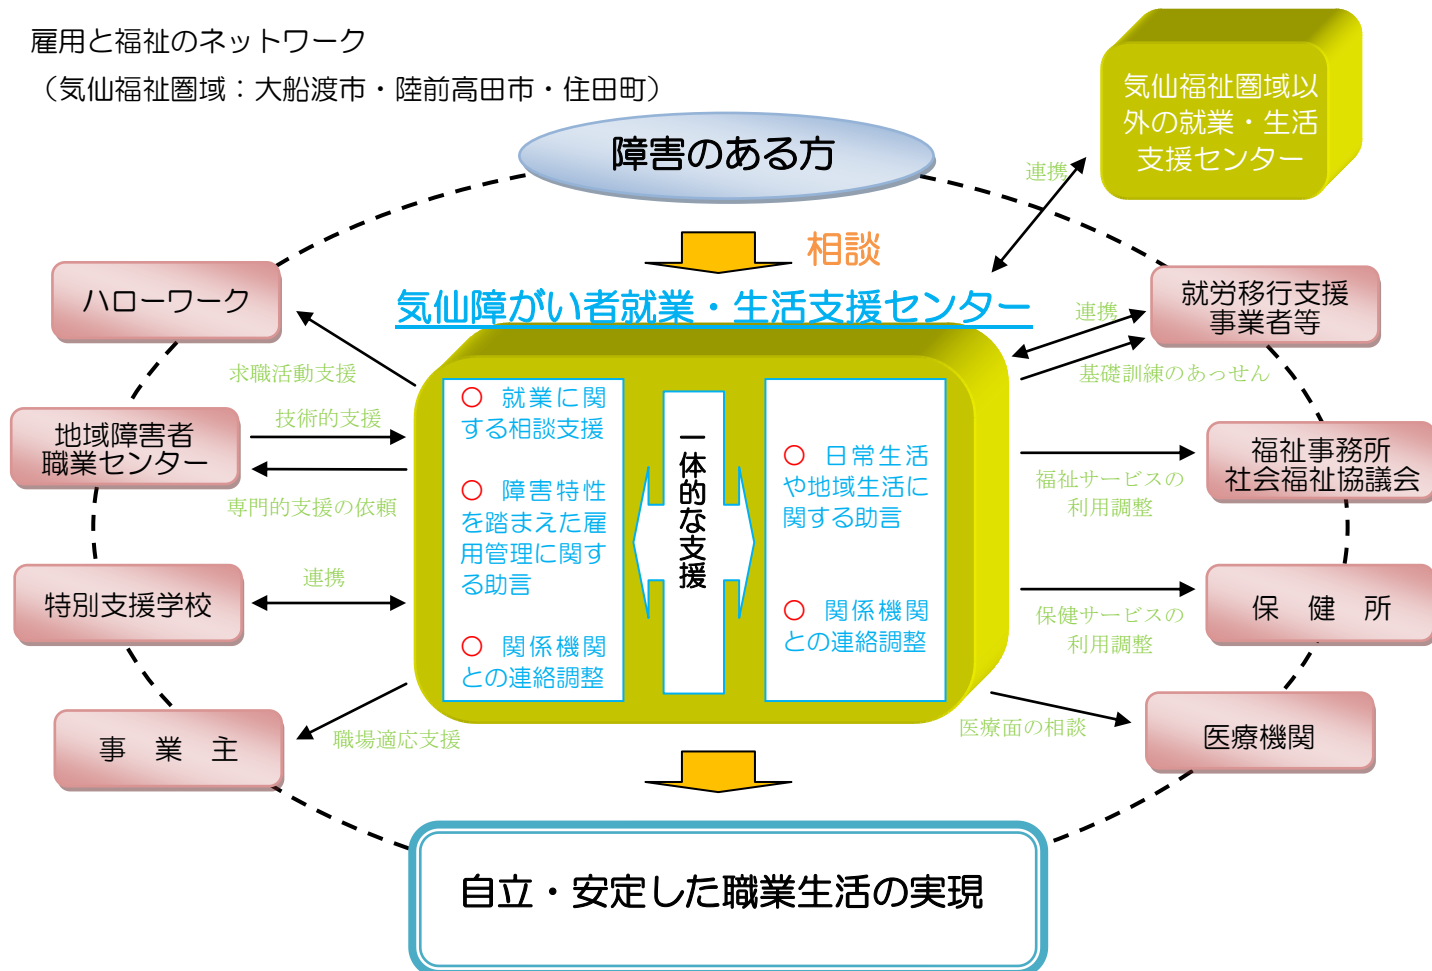 雇用と福祉のネットワーク
（気仙福祉圏域：大船渡市・陸前高田市・住田町）
気仙福祉圏域以
外の就業・生活
支援センター
障害のある方
連携
相談
気仙障がい者就業・生活支援センター
ハローワーク
求職活動支援
地域障害者
職業センター
技術的支援
専門的支援の依頼
特別支援学校
連携
事　業　主
職場適応支援
〇 就業に関
する相談支援
〇 障害特性
を踏まえた雇
用管理に関す
る助言
〇 関係機関
との連絡調整
一体的な支援
〇 日常生活
や地域生活に
関する助言
〇 関係機関
との連絡調整
連携
就労移行支援
事業者等
基礎訓練のあっせん
福祉事務所
社会福祉協議会
福祉サービスの
利用調整
保　健　所
保健サービスの
利用調整
医療機関
医療面の相談
自立・安定した職業生活の実現